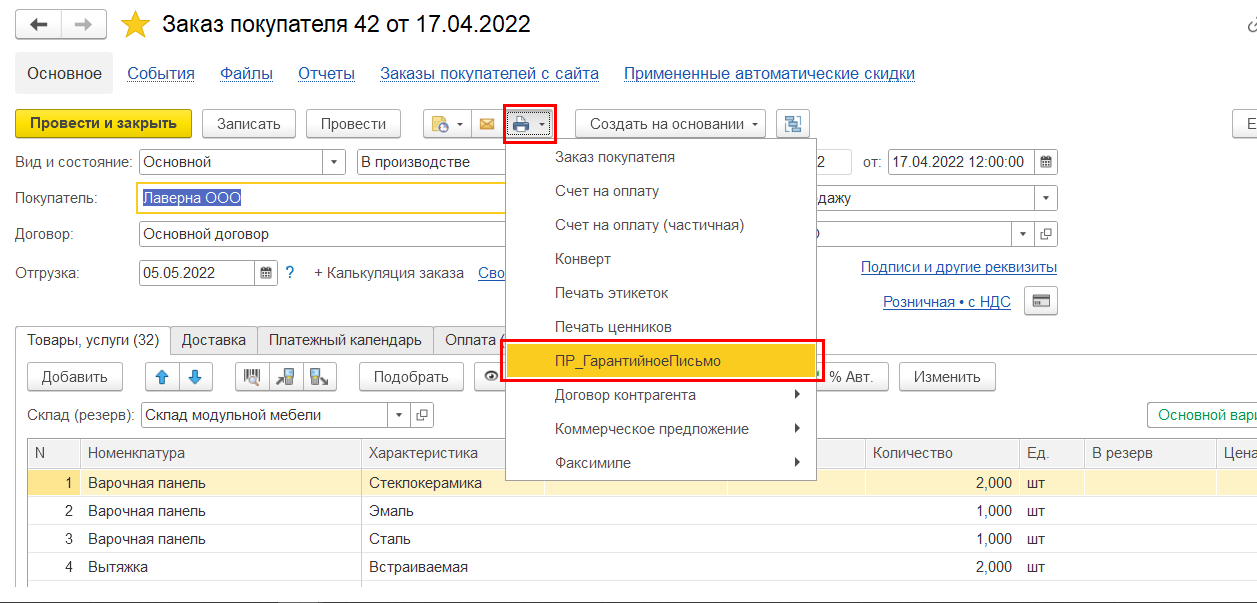 Заказ покупателя 42 от 17.04.2022
Основное События Файлы Отчеты Заказы покупателей с сайта Примененные автоматические скидки
Провести и закрыть Записать Провести Создать на основании Е
Вид и состояние: Основной В производстве 2 от: 17.04.2022 12:00:00
Покупатель: Лаверна ООО дажу
Договор: Основной договор
Отгрузка: 05.05.2022 ? + Калькуляция заказа Сво Подписи и другие реквизиты
Розничная • с НДС
Заказ покупателя
Счет на оплату
Счет на оплату (частичная)
Конверт
Печать этикеток
Печать ценников
ПР_ГарантийноеПисьмо
Договор контрагента
Коммерческое предложение
Факсимиле
Товары, услуги (32) Доставка Платежный календарь Оплата (
Добавить Подобрать % Авт. Изменить
Склад (резерв): Склад модульной мебели Основной вари
N Номенклатура Характеристика Количество Ед. В резерв Цена
1 Варочная панель Стеклокерамика 2,000 шт
2 Варочная панель Эмаль 1,000 шт
3 Варочная панель Сталь 1,000 шт
4 Вытяжка Встраиваемая 2,000 шт